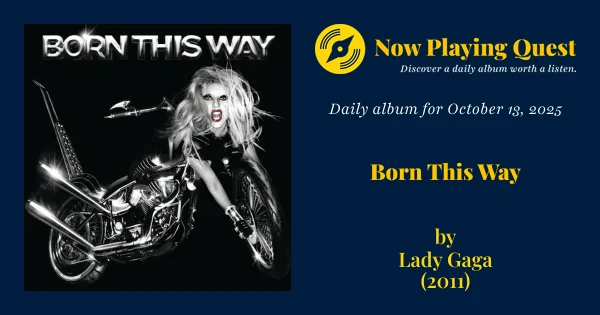 BORN THIS WAY
Now Playing Quest
Discover a daily album worth a listen.
Daily album for October 13, 2025
Born This Way
by
Lady Gaga
(2011)